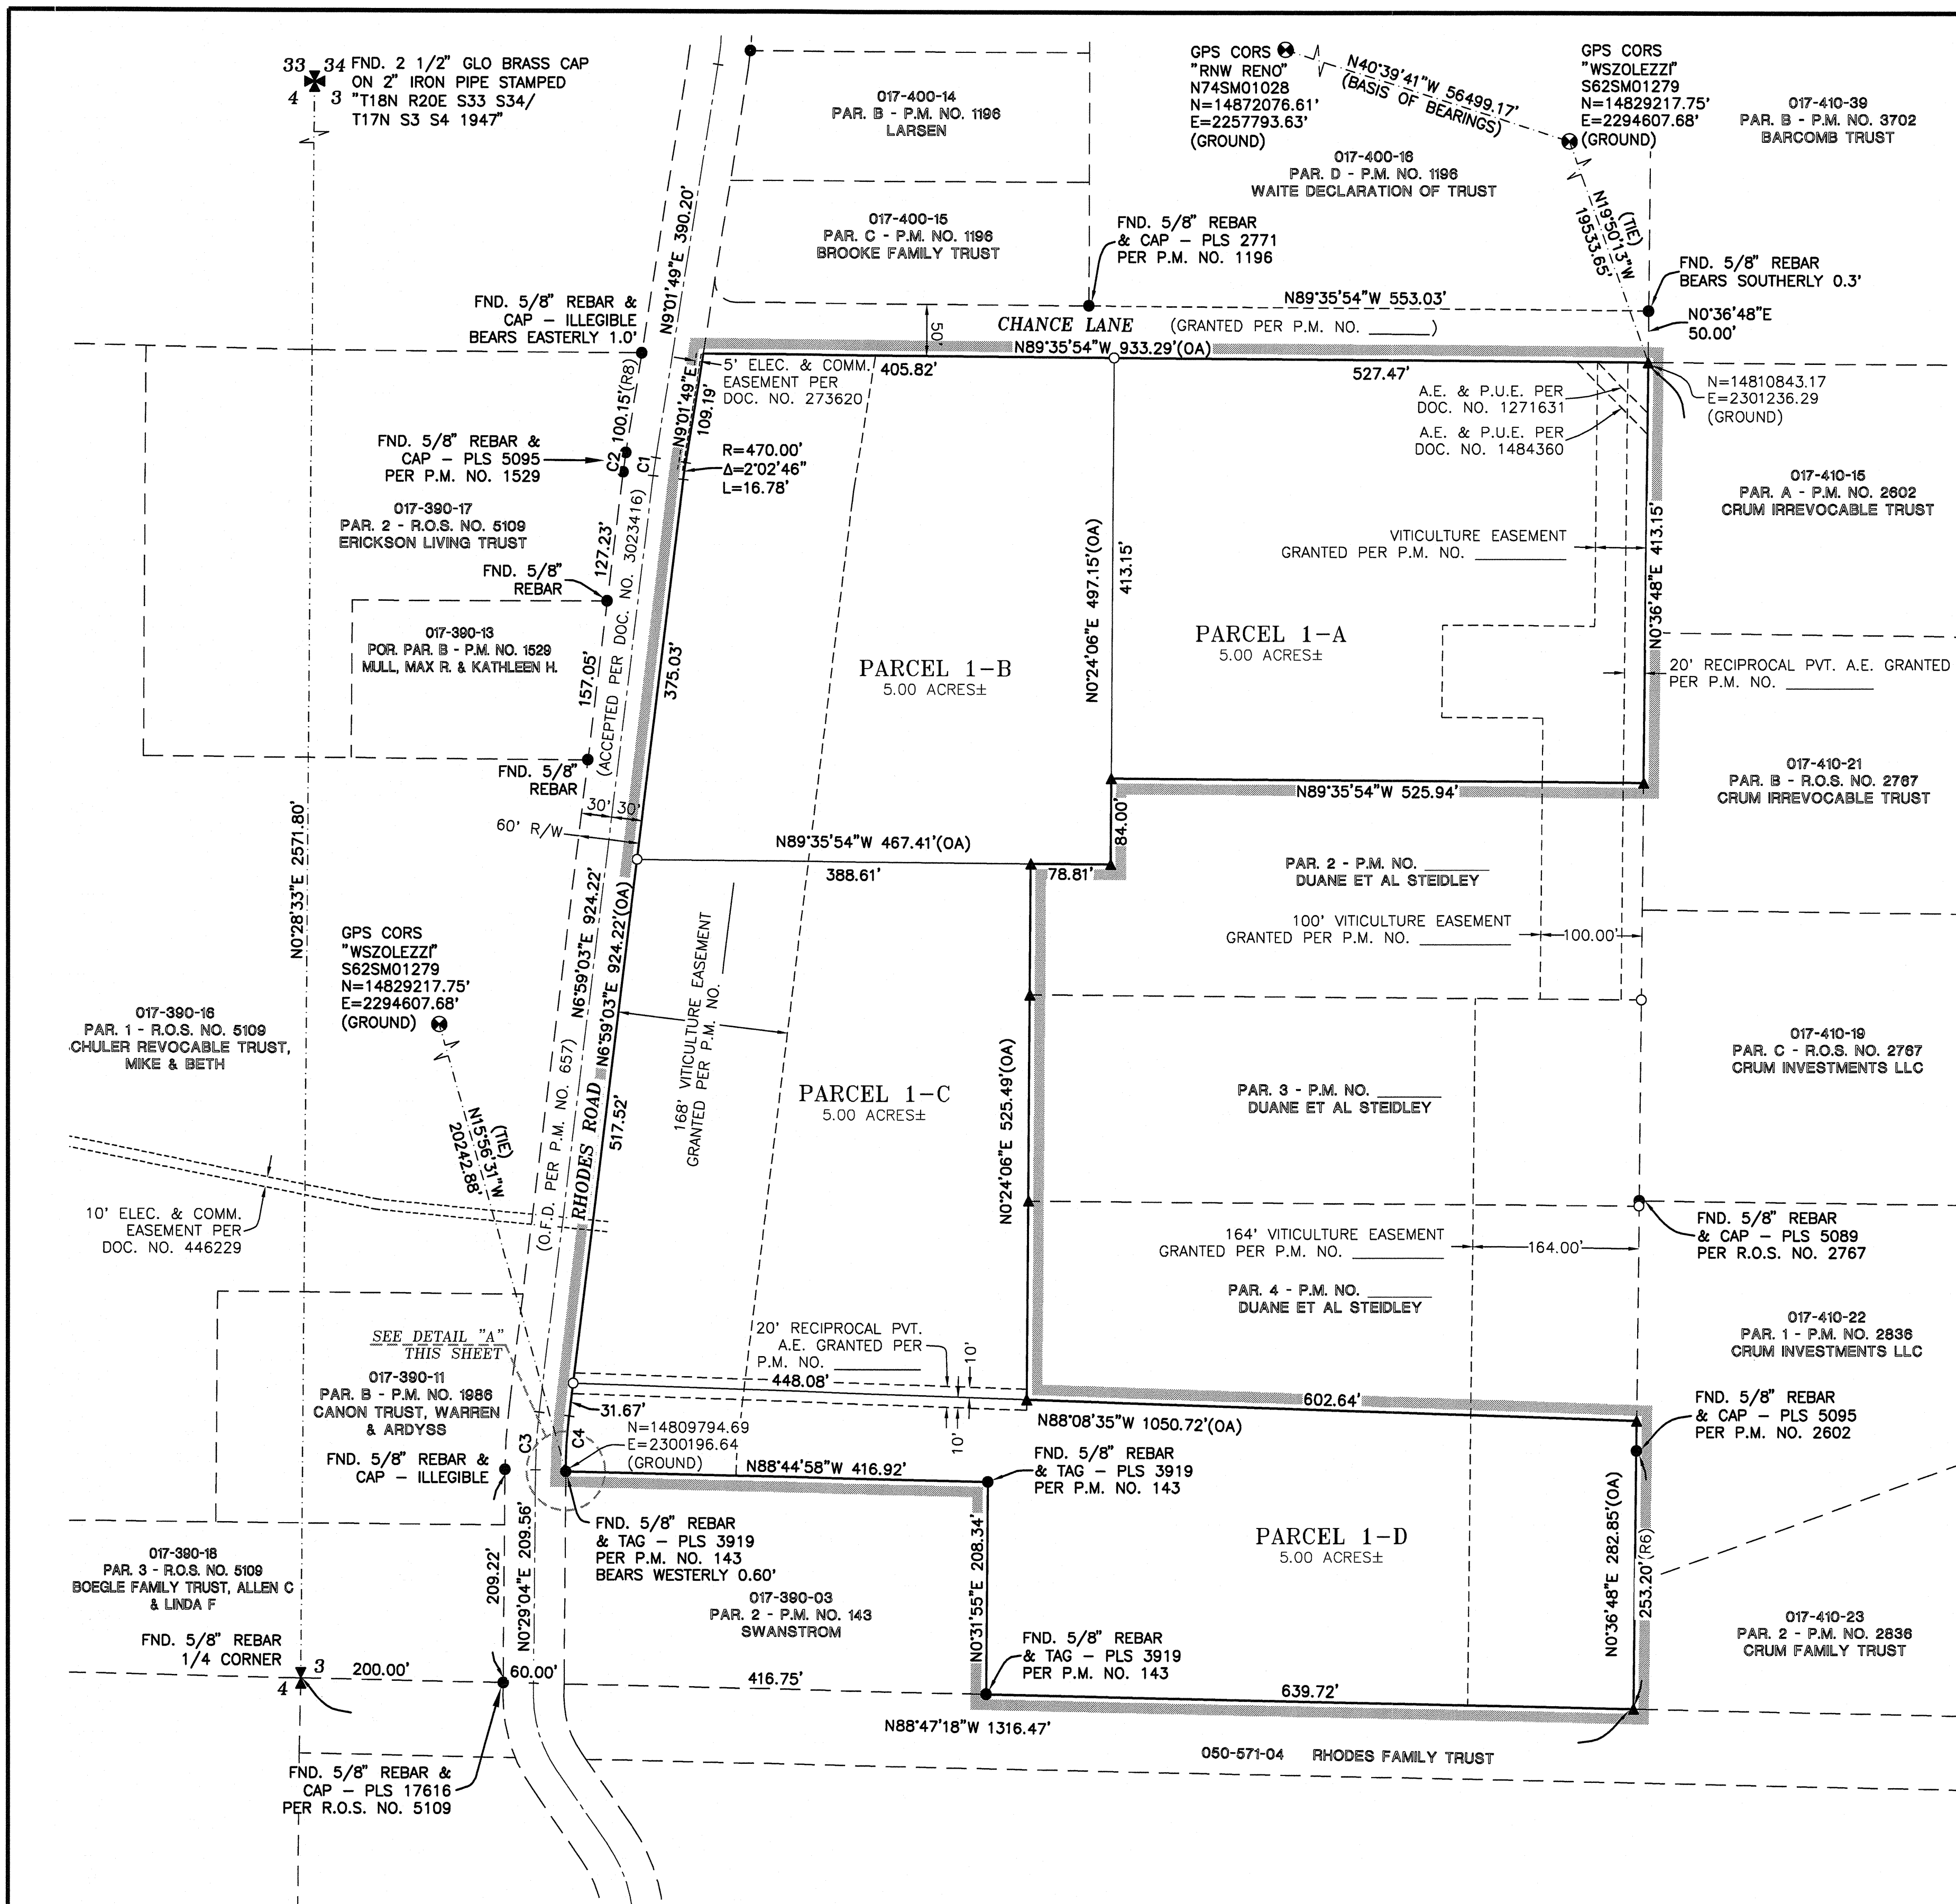 33 34
4 3
FND. 2 1/2" GLO BRASS CAP
ON 2" IRON PIPE STAMPED
"T18N R20E S33 S34/
T17N S3 S4 1947"
017-400-14
PAR. B - P.M. NO. 1196
LARSEN
GPS CORS
"RNW RENO"
N74SM01028
N=14872076.61'
E=2257793.63'
(GROUND)
N40°39'41"W 56499.17'
(BASIS OF BEARINGS)
GPS CORS
"WSZOLEZZI"
S62SM01279
N=14829217.75'
E=2294607.68'
(GROUND)
017-410-39
PAR. B - P.M. NO. 3702
BARCOMB TRUST
017-400-16
PAR. D - P.M. NO. 1196
WAITE DECLARATION OF TRUST
017-400-15
PAR. C - P.M. NO. 1196
BROOKE FAMILY TRUST
FND. 5/8" REBAR
& CAP – PLS 2771
PER P.M. NO. 1196
(TIE)
N19°50'13"W
19533.65'
FND. 5/8" REBAR
BEARS SOUTHERLY 0.3'
N9°01'49"E 390.20'
N89°35'54"W 553.03'
N0°36'48"E
50.00'
FND. 5/8" REBAR &
CAP – ILLEGIBLE
BEARS EASTERLY 1.0'
50'
CHANCE LANE (GRANTED PER P.M. NO. ______)
N89°35'54"W 933.29'(OA)
405.82'
527.47'
5' ELEC. & COMM.
EASEMENT PER
DOC. NO. 273620
A.E. & P.U.E. PER
DOC. NO. 1271631
A.E. & P.U.E. PER
DOC. NO. 1484360
N=14810843.17
E=2301236.29
(GROUND)
100.15'(R8)
N9°01'49"E
109.19'
FND. 5/8" REBAR &
CAP – PLS 5095
PER P.M. NO. 1529
C2
C1
R=470.00'
Δ=2°02'46"
L=16.78'
017-410-15
PAR. A - P.M. NO. 2602
CRUM IRREVOCABLE TRUST
017-390-17
PAR. 2 - R.O.S. NO. 5109
ERICKSON LIVING TRUST
127.23'
(ACCEPTED PER DOC. NO. 3023416)
VITICULTURE EASEMENT
GRANTED PER P.M. NO. ______
N0°24'06"E 497.15'(OA)
413.15'
N0°36'48"E 413.15'
FND. 5/8"
REBAR
017-390-13
POR. PAR. B - P.M. NO. 1529
MULL, MAX R. & KATHLEEN H.
157.05'
375.03'
PARCEL 1-B
5.00 ACRES±
PARCEL 1-A
5.00 ACRES±
20' RECIPROCAL PVT. A.E. GRANTED
PER P.M. NO. ______
FND. 5/8"
REBAR
017-410-21
PAR. B - R.O.S. NO. 2767
CRUM IRREVOCABLE TRUST
N89°35'54"W 525.94'
30' 30'
60' R/W
84.00'
N89°35'54"W 467.41'(OA)
388.61'
78.81'
PAR. 2 - P.M. NO. ______
DUANE ET AL STEIDLEY
N0°28'33"E 2571.80'
N6°59'03"E 924.22'
N6°59'03"E 924.22'(OA)
100' VITICULTURE EASEMENT
GRANTED PER P.M. NO. ______
100.00'
GPS CORS
"WSZOLEZZI"
S62SM01279
N=14829217.75'
E=2294607.68'
(GROUND)
168' VITICULTURE EASEMENT
GRANTED PER P.M. NO. ______
017-390-16
PAR. 1 - R.O.S. NO. 5109
CHULER REVOCABLE TRUST,
MIKE & BETH
017-410-19
PAR. C - R.O.S. NO. 2767
CRUM INVESTMENTS LLC
(O.F.D. PER P.M. NO. 657)
RHODES ROAD
517.52'
PARCEL 1-C
5.00 ACRES±
N0°24'06"E 525.49'(OA)
PAR. 3 - P.M. NO. ______
DUANE ET AL STEIDLEY
(TIE)
N15°56'31"W
20242.88'
10' ELEC. & COMM.
EASEMENT PER
DOC. NO. 446229
164' VITICULTURE EASEMENT
GRANTED PER P.M. NO. ______
164.00'
FND. 5/8" REBAR
& CAP – PLS 5089
PER R.O.S. NO. 2767
PAR. 4 - P.M. NO. ______
DUANE ET AL STEIDLEY
017-410-22
PAR. 1 - P.M. NO. 2836
CRUM INVESTMENTS LLC
SEE DETAIL "A"
THIS SHEET
20' RECIPROCAL PVT.
A.E. GRANTED PER
P.M. NO. ______
10'
10'
448.08'
602.64'
017-390-11
PAR. B - P.M. NO. 1986
CANON TRUST, WARREN
& ARDYSS
31.67'
N88°08'35"W 1050.72'(OA)
FND. 5/8" REBAR
& CAP – PLS 5095
PER P.M. NO. 2602
C3
C4
N=14809794.69
E=2300196.64
(GROUND)
FND. 5/8" REBAR &
CAP – ILLEGIBLE
N88°44'58"W 416.92'
FND. 5/8" REBAR
& TAG – PLS 3919
PER P.M. NO. 143
FND. 5/8" REBAR
& TAG – PLS 3919
PER P.M. NO. 143
BEARS WESTERLY 0.60'
PARCEL 1-D
5.00 ACRES±
N0°36'48"E 282.85'(OA)
253.20'(R6)
017-390-18
PAR. 3 - R.O.S. NO. 5109
BOEGLE FAMILY TRUST, ALLEN C
& LINDA F
209.22'
N0°29'04"E 209.56'
N0°31'55"E 208.34'
017-390-03
PAR. 2 - P.M. NO. 143
SWANSTROM
017-410-23
PAR. 2 - P.M. NO. 2836
CRUM FAMILY TRUST
FND. 5/8" REBAR
1/4 CORNER
FND. 5/8" REBAR
& TAG – PLS 3919
PER P.M. NO. 143
3
4
200.00'
60.00'
416.75'
639.72'
N88°47'18"W 1316.47'
050-571-04 RHODES FAMILY TRUST
FND. 5/8" REBAR &
CAP – PLS 17616
PER R.O.S. NO. 5109